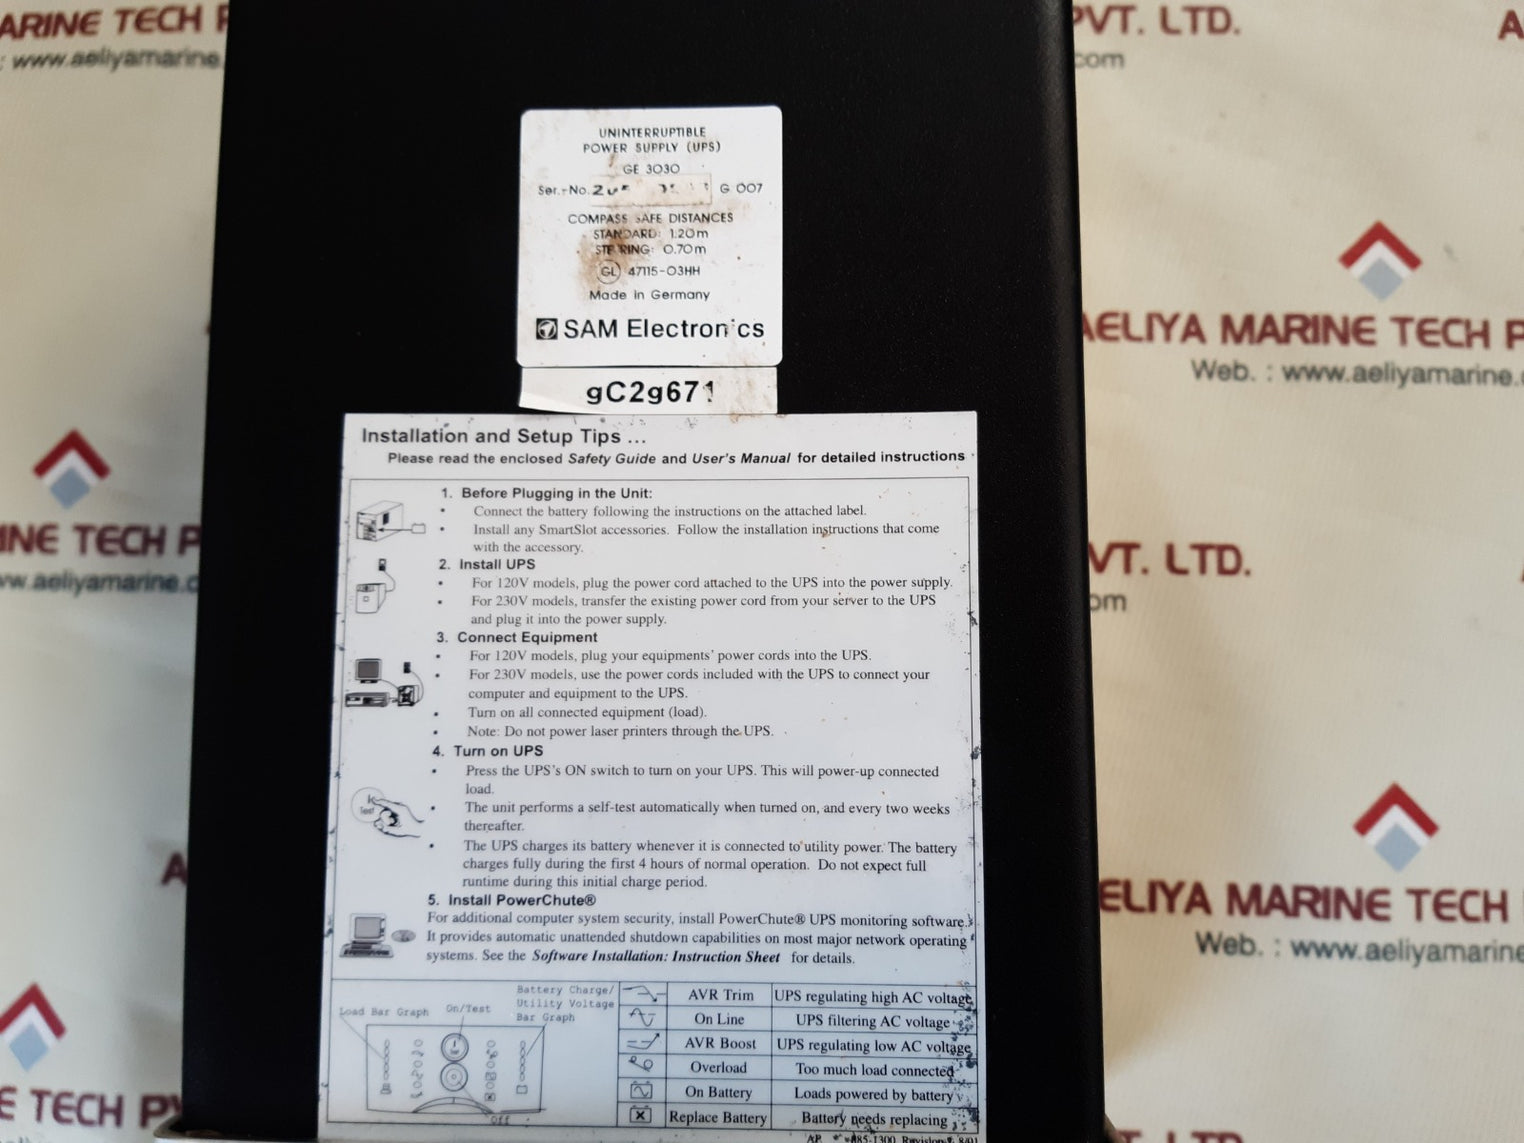 UNINTERRUPTIBLE
POWER SUPPLY (UPS)
GE 3030
Ser.-No. G 007
COMPASS SAFE DISTANCES
STANDARD: 1.20m
STEERING: 0.70m
GL 47115-03HH
Made in Germany
SAM Electronics
gC2g671
Installation and Setup Tips ...
Please read the enclosed Safety Guide and User's Manual for detailed instructions
1. Before Plugging in the Unit:
• Connect the battery following the instructions on the attached label.
• Install any SmartSlot accessories. Follow the installation instructions that come
with the accessory.
2. Install UPS
• For 120V models, plug the power cord attached to the UPS into the power supply.
• For 230V models, transfer the existing power cord from your server to the UPS
and plug it into the power supply.
3. Connect Equipment
• For 120V models, plug your equipments' power cords into the UPS.
• For 230V models, use the power cords included with the UPS to connect your
computer and equipment to the UPS.
• Turn on all connected equipment (load).
• Note: Do not power laser printers through the UPS.
4. Turn on UPS
• Press the UPS's ON switch to turn on your UPS. This will power-up connected
load.
• The unit performs a self-test automatically when turned on, and every two weeks
thereafter.
Test
• The UPS charges its battery whenever it is connected to utility power. The battery
charges fully during the first 4 hours of normal operation. Do not expect full
runtime during this initial charge period.
5. Install PowerChute®
For additional computer system security, install PowerChute® UPS monitoring software.
It provides automatic unattended shutdown capabilities on most major network operating
systems. See the Software Installation: Instruction Sheet for details.
Load Bar Graph
On/Test
Battery Charge/
Utility Voltage
Bar Graph
Off
AVR Trim UPS regulating high AC voltage
On Line UPS filtering AC voltage
AVR Boost UPS regulating low AC voltage
Overload Too much load connected
On Battery Loads powered by battery
Replace Battery Battery needs replacing
Revision 8/01
ARINE TECH P
: www.aeliyamarine.
PVT. LTD.
com
A
AELIYA MARINE TECH P
Web. : www.aeliyamarine.c
INE TECH P
ww.aeliyamarine.c
VT. LTD.
om
A
AELIYA MARINE TECH
Web. : www.aeliyamarine
E TECH PV
T. LTD.